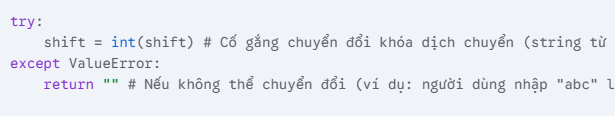 try:
shift = int(shift) # Cố gắng chuyển đổi khóa dịch chuyển (string từ
except ValueError:
return "" # Nếu không thể chuyển đổi (ví dụ: người dùng nhập "abc" l